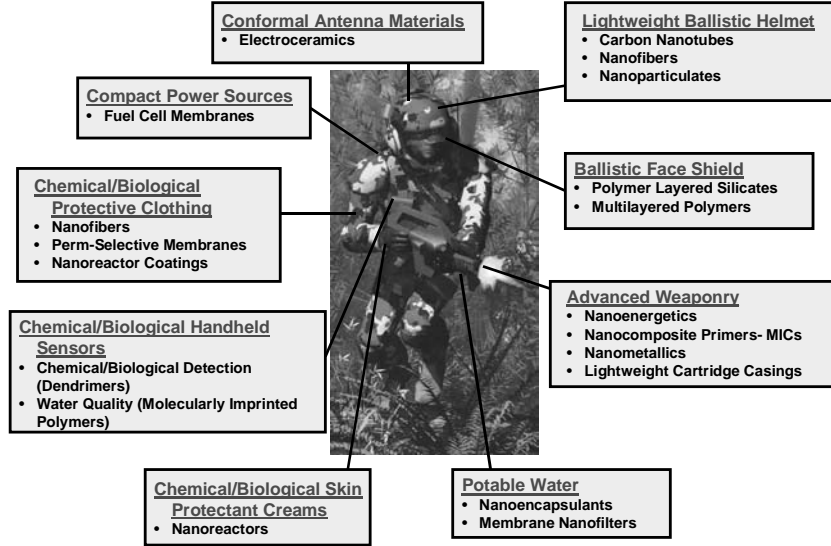 Conformal Antenna Materials
• Electroceramics
Lightweight Ballistic Helmet
• Carbon Nanotubes
• Nanofibers
• Nanoparticulates
Compact Power Sources
• Fuel Cell Membranes
Ballistic Face Shield
• Polymer Layered Silicates
• Multilayered Polymers
Chemical/Biological
Protective Clothing
• Nanofibers
• Perm-Selective Membranes
• Nanoreactor Coatings
Advanced Weaponry
• Nanoenergetics
• Nanocomposite Primers- MICs
• Nanometallics
• Lightweight Cartridge Casings
Chemical/Biological Handheld
Sensors
• Chemical/Biological Detection
(Dendrimers)
• Water Quality (Molecularly Imprinted
Polymers)
Chemical/Biological Skin
Protectant Creams
• Nanoreactors
Potable Water
• Nanoencapsulants
• Membrane Nanofilters